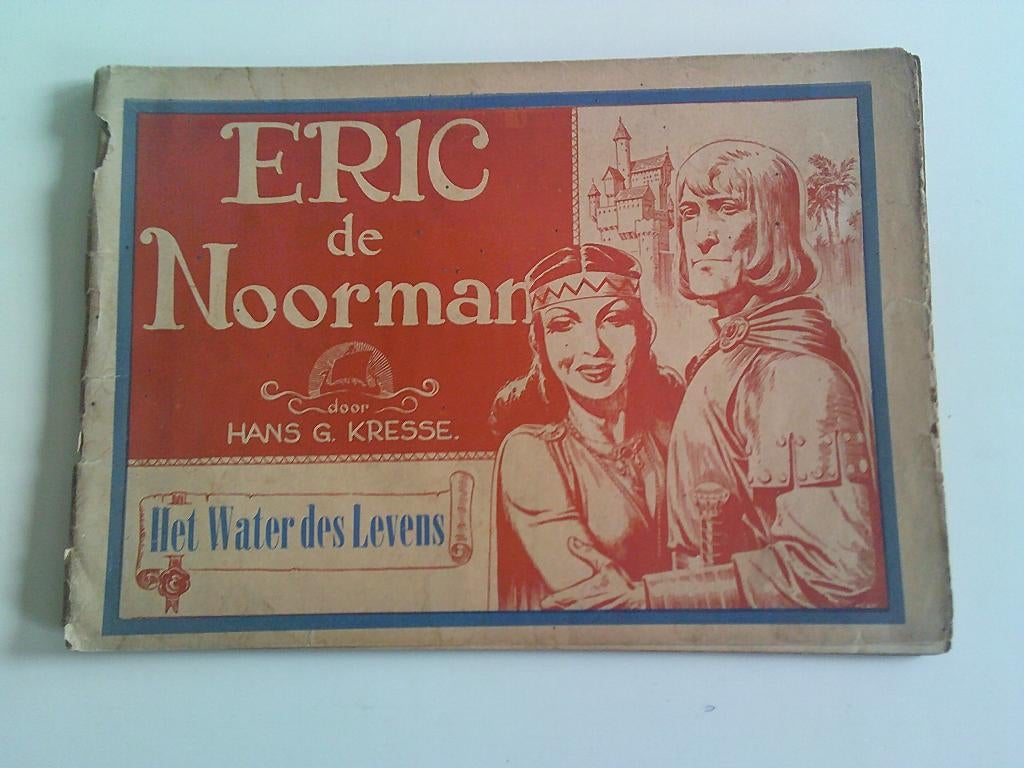 ERIC
de
Noorman
door
HANS G. KRESSE.
Het Water des Levens
E